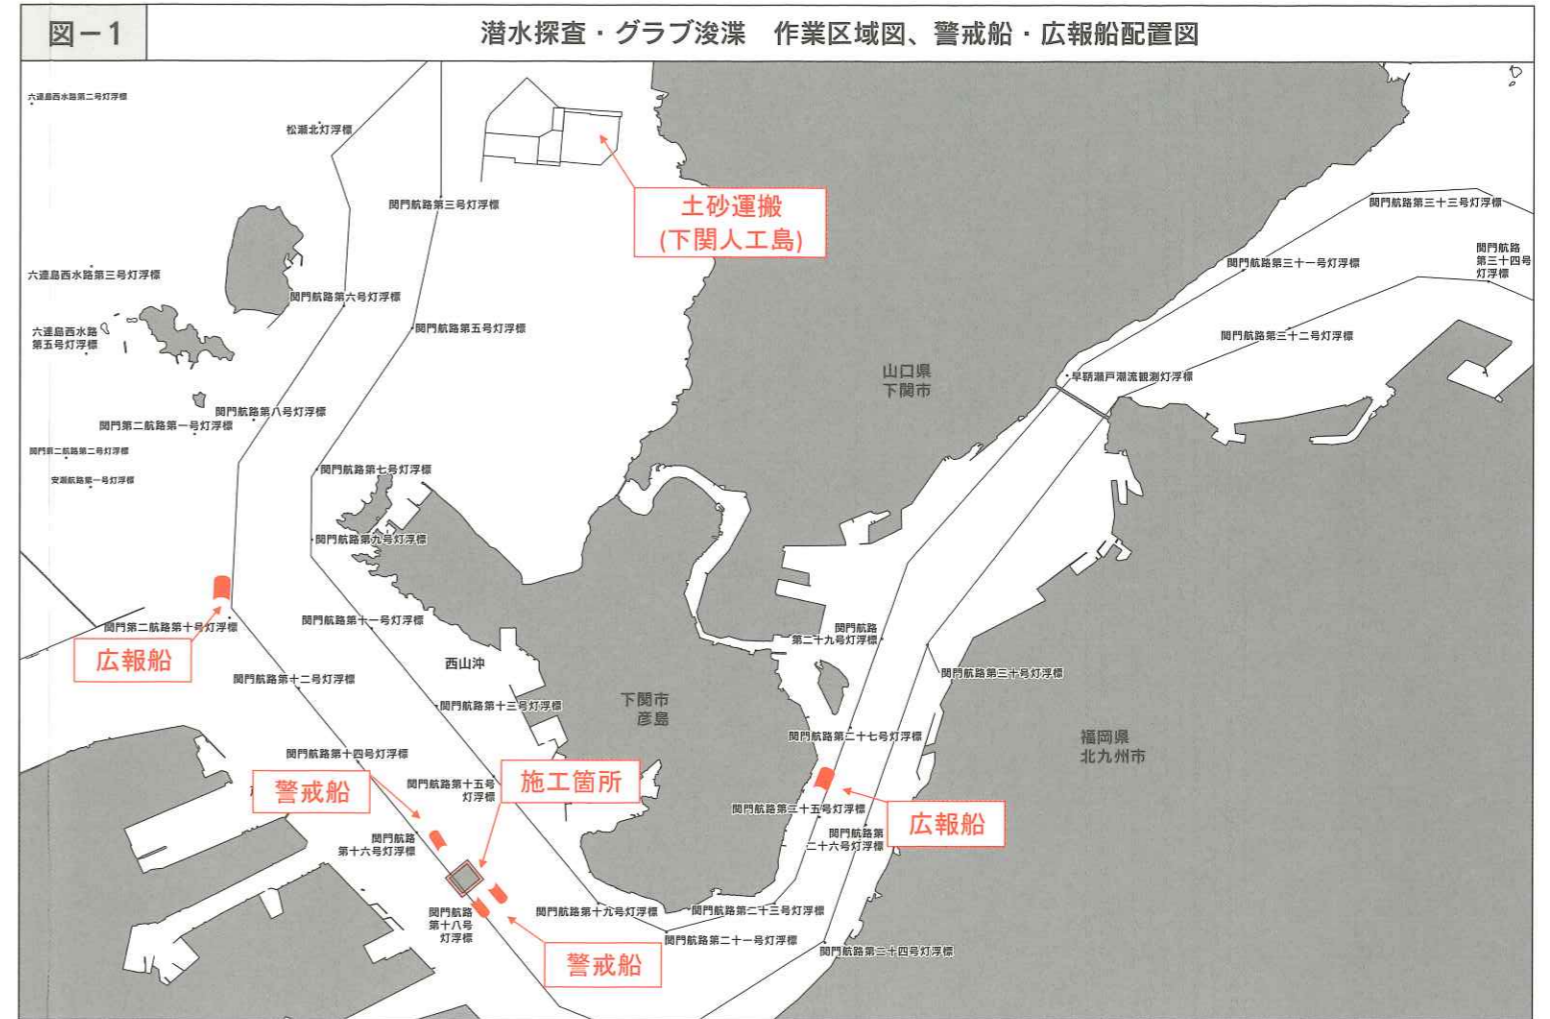 図－1
潜水探査・グラブ浚渫　作業区域図、警戒船・広報船配置図
六連島西水路第二号灯浮標
松瀬北灯浮標
土砂運搬
(下関人工島)
関門航路第三号灯浮標
関門航路第三十三号灯浮標
関門航路
第三十四号
灯浮標
六連島西水路第三号灯浮標
関門航路第三十一号灯浮標
関門航路第六号灯浮標
六連島西水路
第五号灯浮標
関門航路第五号灯浮標
関門航路第三十二号灯浮標
山口県
下関市
早鞆瀬戸潮流観測灯浮標
関門航路第八号灯浮標
関門第二航路第一号灯浮標
関門第二航路第二号灯浮標
関門航路第七号灯浮標
安瀬航路第一号灯浮標
関門航路第九号灯浮標
関門第二航路第十号灯浮標
関門航路第十一号灯浮標
関門航路
第二十九号灯浮標
広報船
西山沖
関門航路第十二号灯浮標
関門航路第三十号灯浮標
下関市
彦島
関門航路第十三号灯浮標
関門航路第二十七号灯浮標
福岡県
北九州市
関門航路第十四号灯浮標
警戒船
関門航路第十五号
灯浮標
施工箇所
関門航路第二十五号灯浮標
広報船
関門航路
第十六号灯浮標
関門航路第
二十六号灯浮標
関門航路
第十八号
灯浮標
関門航路第十九号灯浮標
関門航路第二十三号灯浮標
関門航路第二十一号灯浮標
関門航路第二十四号灯浮標
警戒船